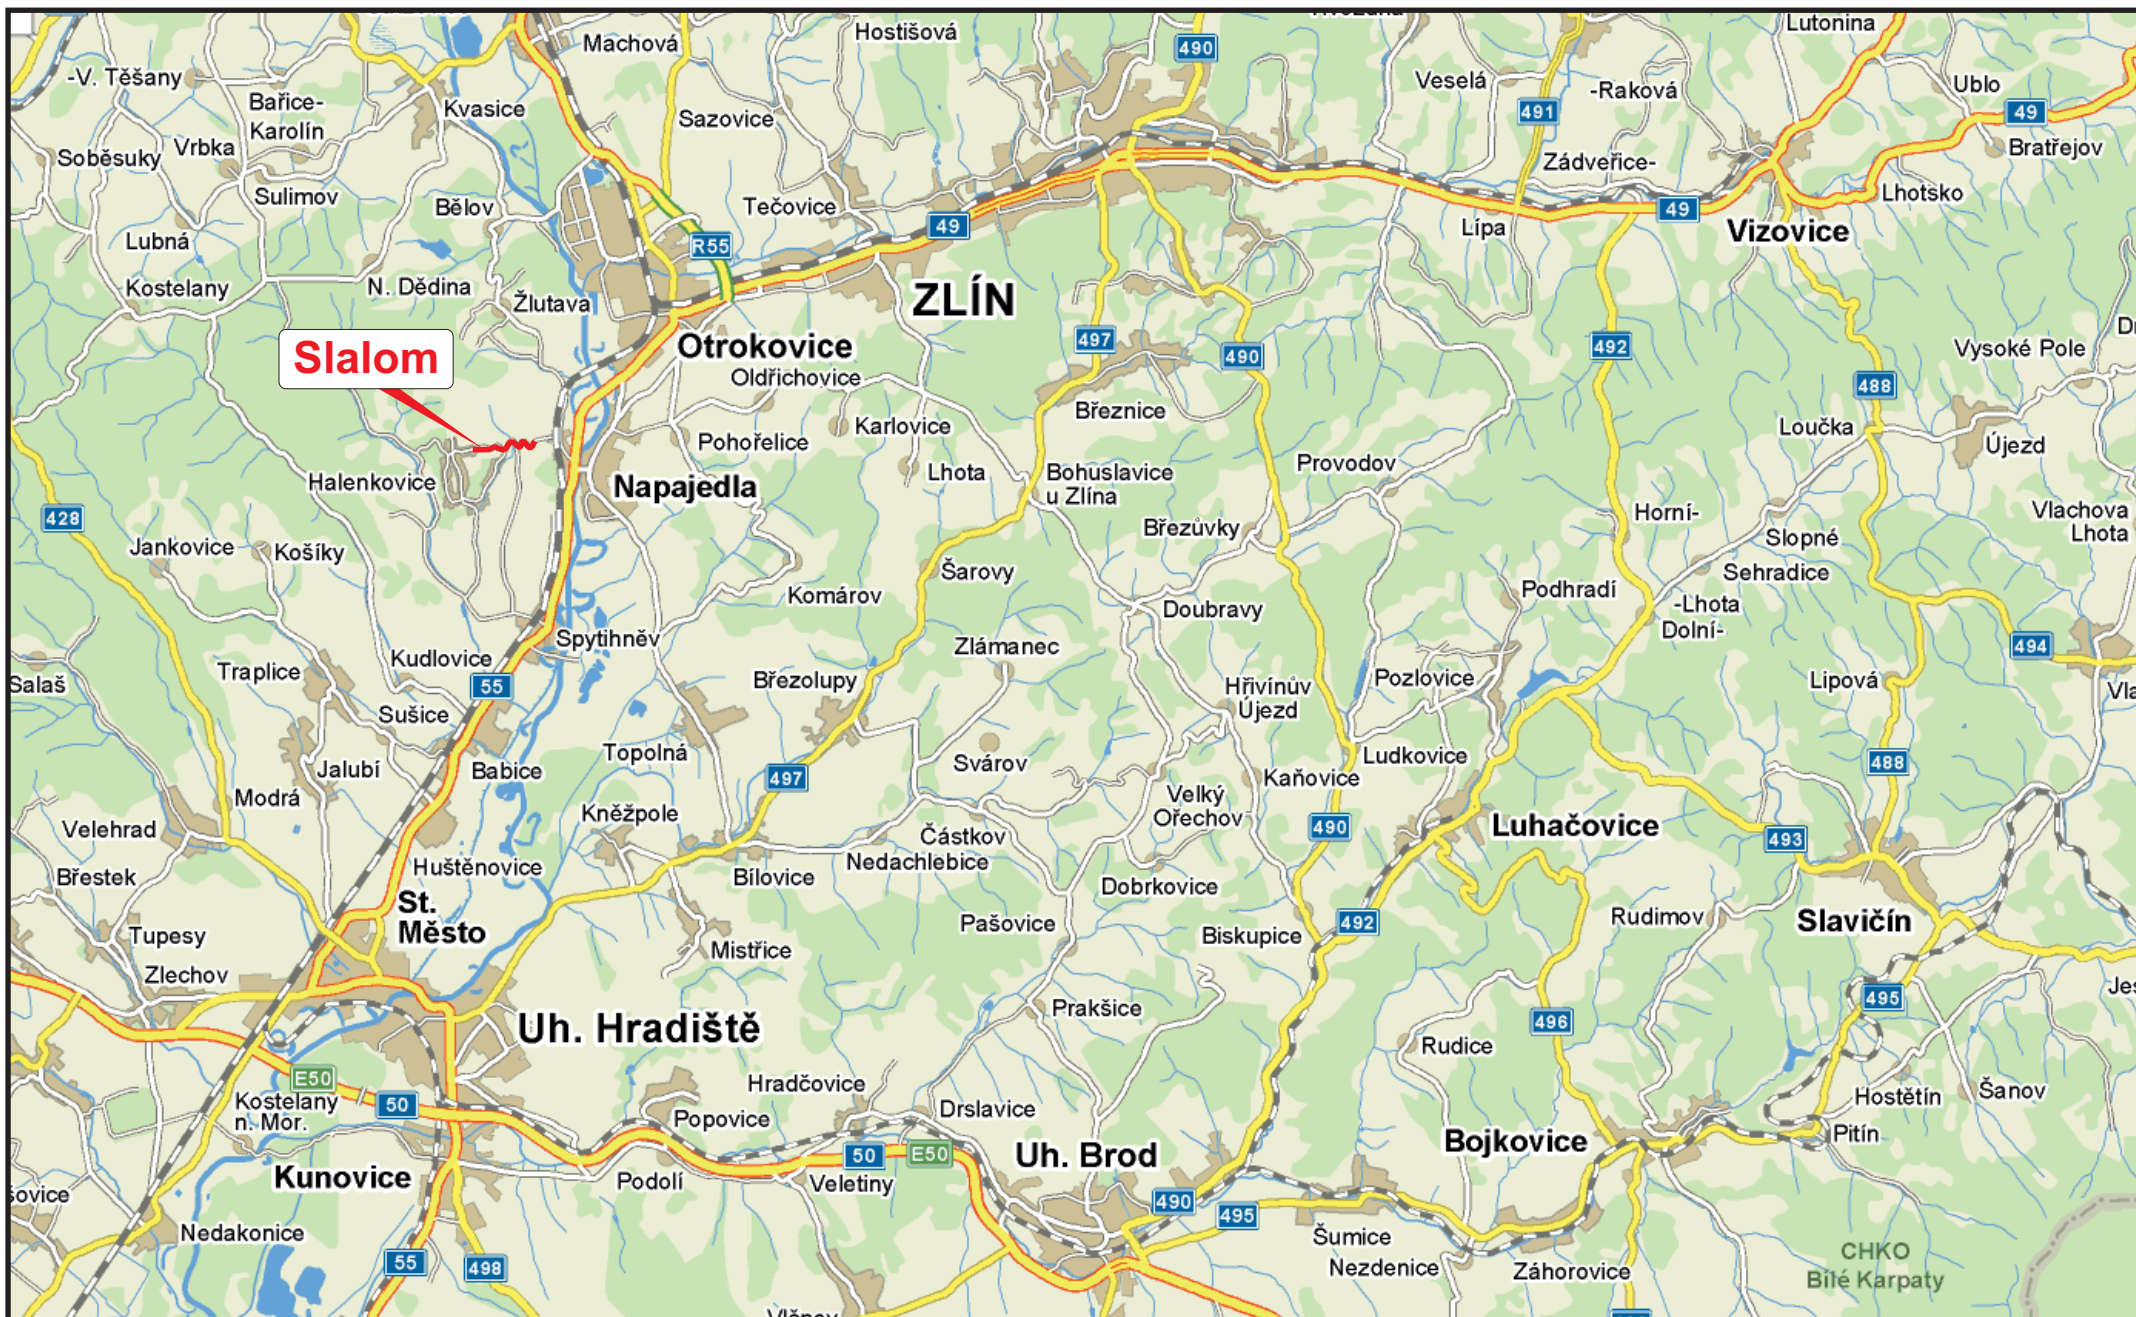 Machová
Hostišová
490
Lutonina
-V. Těšany
Bařice-
Karolín
Kvasice
Sazovice
Veselá
491
-Raková
Ublo
49
Bratřejov
Soběsuky
Vrbka
Sulimov
Bělov
Tečovice
49
Zádveřice-
Lhotsko
Lubná
R55
Lípa
49
Vizovice
Kostelany
N. Dědina
Žlutava
ZLÍN
Slalom
Otrokovice
Oldřichovice
497
490
492
Vysoké Pole
488
Březnice
Karlovice
Pohořelice
Loučka
Újezd
Halenkovice
Napajedla
Lhota
Bohuslavice
u Zlína
Provodov
428
Horní-
Vlachova
Lhota
Jankovice
Košíky
Březůvky
Slopné
Šarovy
Sehradice
Komárov
Doubravy
Podhradí
-Lhota
Dolní-
Spytihněv
Zlámanec
494
Kudlovice
Traplice
Salaš
55
Březolupy
Hřivínův
Újezd
Pozlovice
Lipová
Sušice
Topolná
Svárov
Ludkovice
488
Jalubí
Babice
497
Kaňovice
Modrá
Velký
Ořechov
Kněžpole
Velehrad
Částkov
490
Luhačovice
493
Huštěnovice
Nedachlebice
Břestek
Bílovice
Dobrkovice
St.
Město
Pašovice
Biskupice
492
Rudimov
Slavičín
Tupesy
Mistřice
Zlechov
495
Uh. Hradiště
Prakšice
496
Rudice
E50
Hradčovice
Kostelany
n. Mor.
50
Popovice
Drslavice
Hostětín
Šanov
Pitín
Kunovice
Podolí
50
E50
Uh. Brod
Bojkovice
Veletiny
490
495
Nedakonice
Šumice
Nezdenice
Záhorovice
CHKO
Bílé Karpaty
55
498